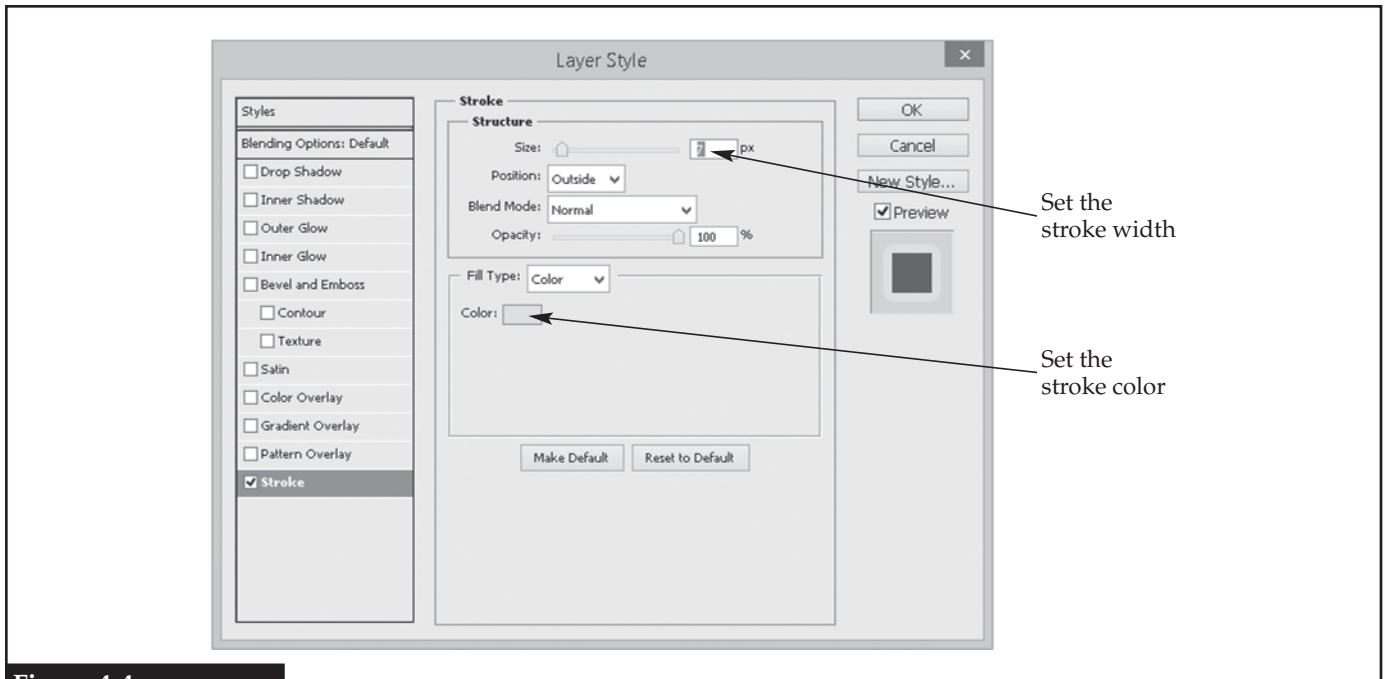 Layer Style
Styles
Blending Options: Default
Drop Shadow
Inner Shadow
Outer Glow
Inner Glow
Bevel and Emboss
Contour
Texture
Satin
Color Overlay
Gradient Overlay
Pattern Overlay
Stroke
Stroke
Structure
Size: 7 px
Position: Outside
Blend Mode: Normal
Opacity: 100 %
Fill Type: Color
Color:
Make Default Reset to Default
OK
Cancel
New Style...
Preview
Set the
stroke width
Set the
stroke color